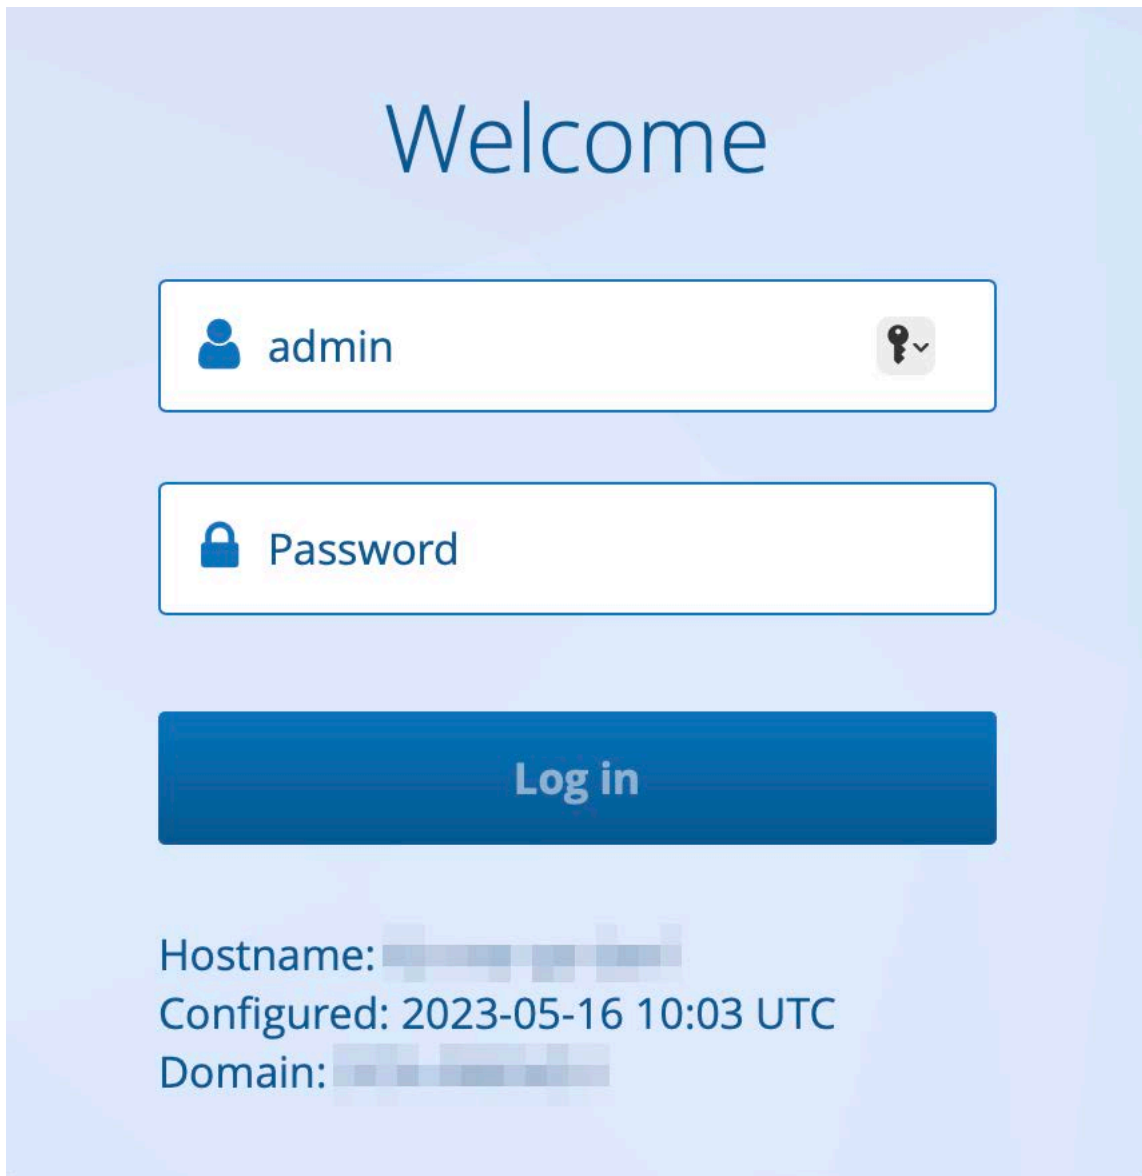 Welcome
admin
Password
Log in
Hostname:
Configured: 2023-05-16 10:03 UTC
Domain: